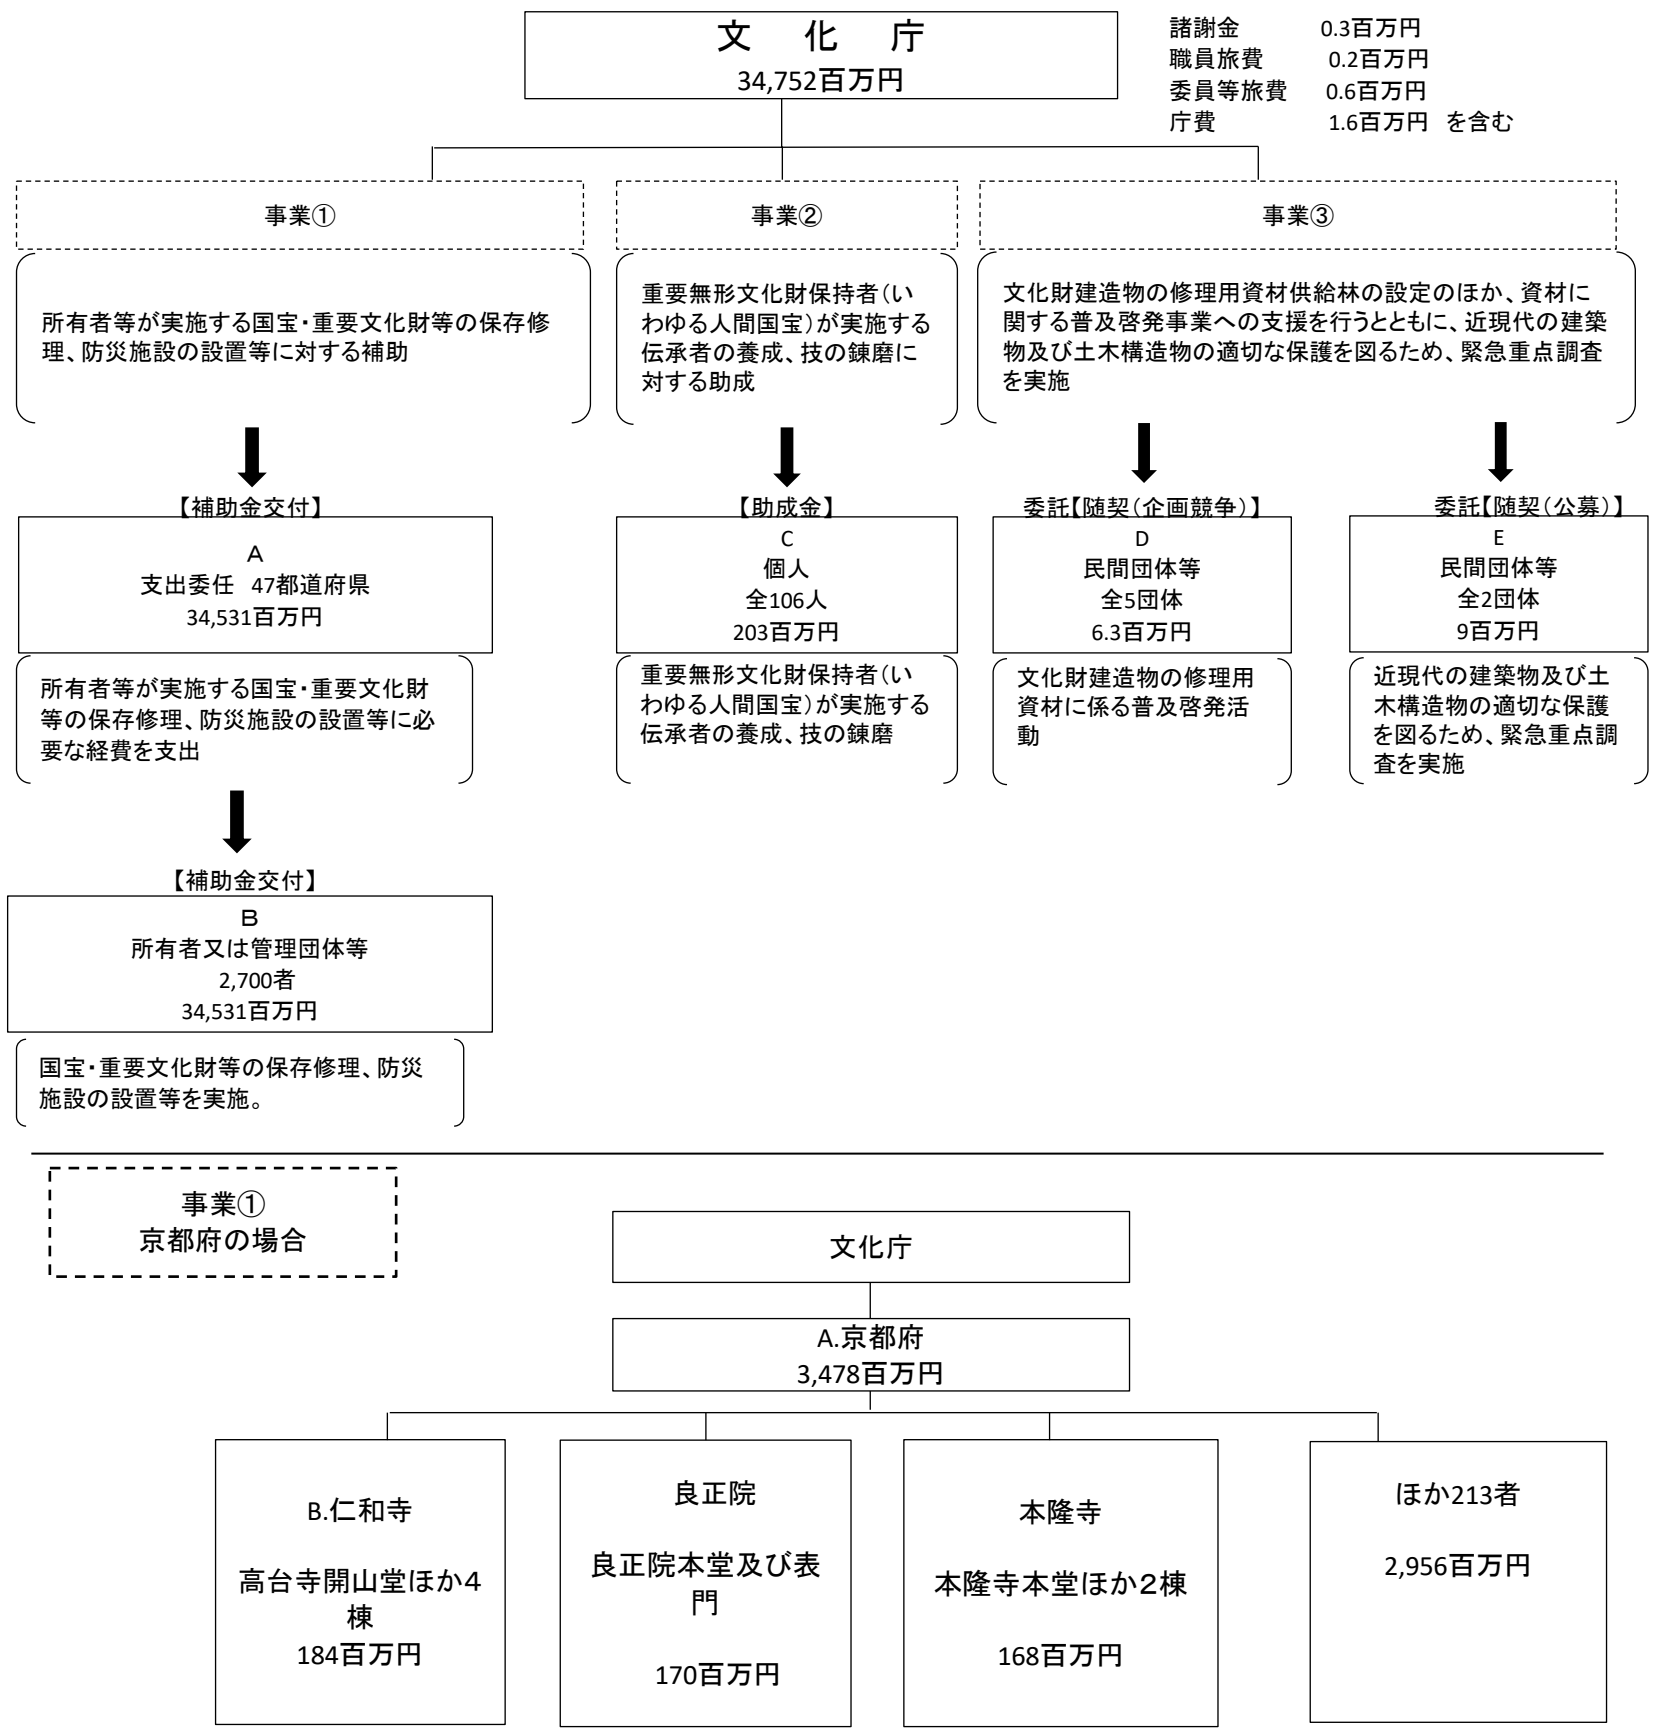 文 化 庁
34,752百万円
諸謝金 0.3百万円
職員旅費 0.2百万円
委員等旅費 0.6百万円
庁費 1.6百万円 を含む
事業①
事業②
事業③
所有者等が実施する国宝・重要文化財等の保存修
理、防災施設の設置等に対する補助
重要無形文化財保持者(い
わゆる人間国宝)が実施する
伝承者の養成、技の錬磨に
対する助成
文化財建造物の修理用資材供給林の設定のほか、資材に
関する普及啓発事業への支援を行うとともに、近現代の建築
物及び土木構造物の適切な保護を図るため、緊急重点調査
を実施
【補助金交付】
A
支出委任 47都道府県
34,531百万円
所有者等が実施する国宝・重要文化財
等の保存修理、防災施設の設置等に必
要な経費を支出
【助成金】
C
個人
全106人
203百万円
重要無形文化財保持者(い
わゆる人間国宝)が実施する
伝承者の養成、技の錬磨
委託【随契(企画競争)】
D
民間団体等
全5団体
6.3百万円
文化財建造物の修理用
資材に係る普及啓発活
動
委託【随契(公募)】
E
民間団体等
全2団体
9百万円
近現代の建築物及び土
木構造物の適切な保護
を図るため、緊急重点調
査を実施
【補助金交付】
B
所有者又は管理団体等
2,700者
34,531百万円
国宝・重要文化財等の保存修理、防災
施設の設置等を実施。
事業①
京都府の場合
文化庁
A.京都府
3,478百万円
B.仁和寺
高台寺開山堂ほか4
棟
184百万円
良正院
良正院本堂及び表
門
170百万円
本隆寺
本隆寺本堂ほか2棟
168百万円
ほか213者
2,956百万円